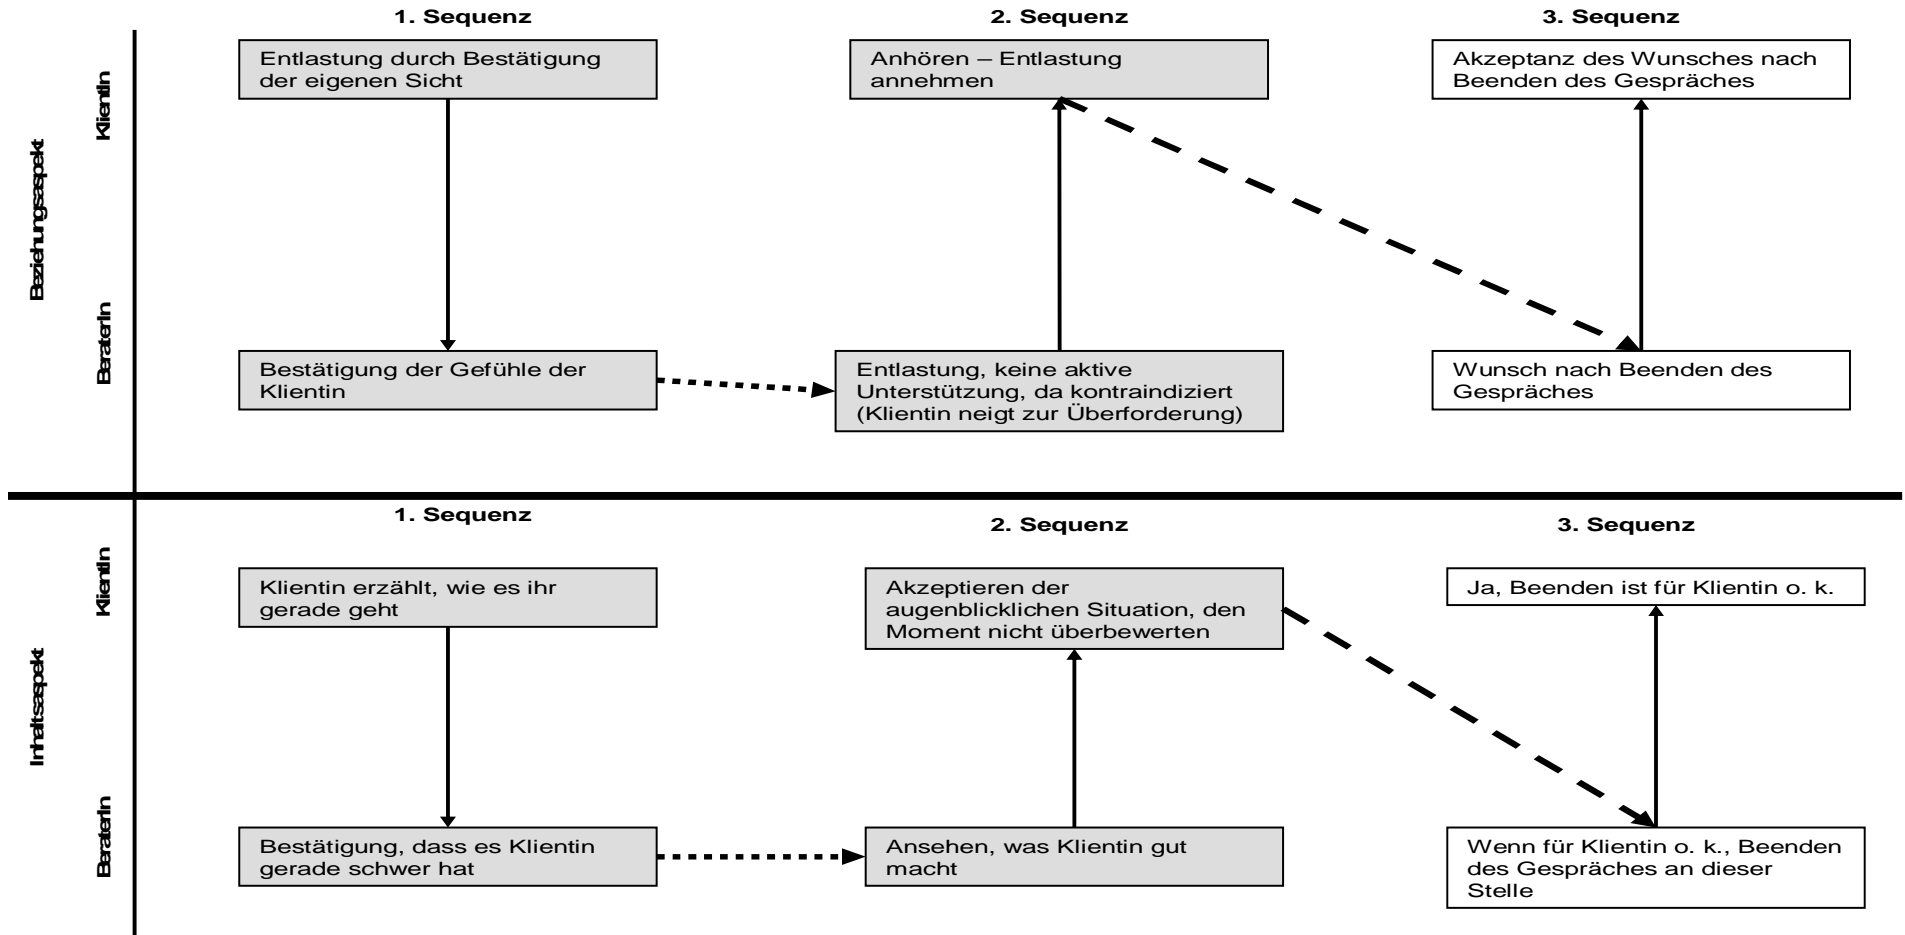 1. Sequenz
2. Sequenz
3. Sequenz
Beziehungsaspekt
KlientIn
Entlastung durch Bestätigung
der eigenen Sicht
Anhören – Entlastung
annehmen
Akzeptanz des Wunsches nach
Beenden des Gespräches
BeraterIn
Bestätigung der Gefühle der
Klientin
Entlastung, keine aktive
Unterstützung, da kontraindiziert
(Klientin neigt zur Überforderung)
Wunsch nach Beenden des
Gespräches
1. Sequenz
2. Sequenz
3. Sequenz
Inhaltsaspekt
KlientIn
Klientin erzählt, wie es ihr
gerade geht
Akzeptieren der
augenblicklichen Situation, den
Moment nicht überbewerten
Ja, Beenden ist für Klientin o. k.
BeraterIn
Bestätigung, dass es Klientin
gerade schwer hat
Ansehen, was Klientin gut
macht
Wenn für Klientin o. k., Beenden
des Gespräches an dieser
Stelle